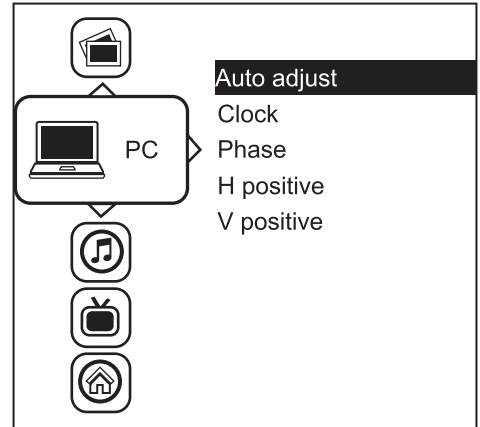 Auto adjust
Clock
PC
Phase
H positive
V positive